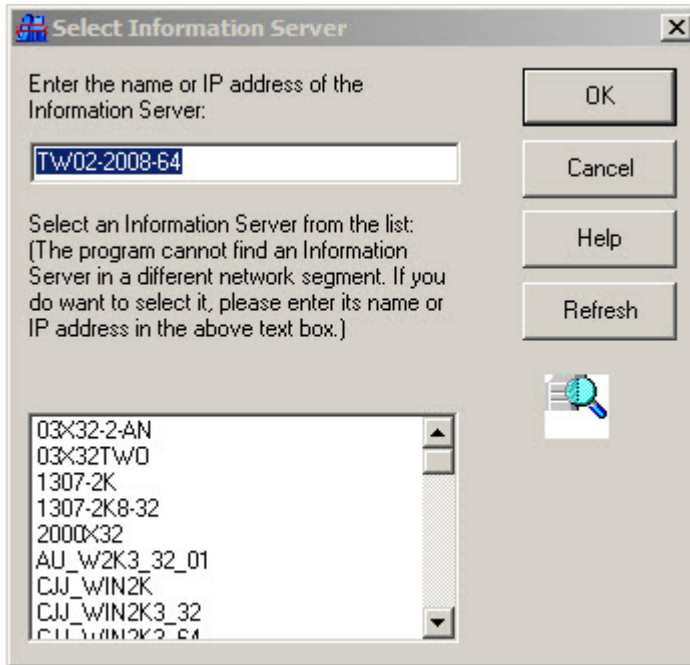 Select Information Server
Enter the name or IP address of the
Information Server:
OK
TW02-2008-64
Cancel
Select an Information Server from the list:
(The program cannot find an Information
Server in a different network segment. If you
do want to select it, please enter its name or
IP address in the above text box.)
Help
Refresh
03X32-2-AN
03X32TWO
1307-2K
1307-2K8-32
2000X32
AU_W2K3_32_01
CJJ_WIN2K
CJJ_WIN2K3_32
CJJ_WIN2K3_64